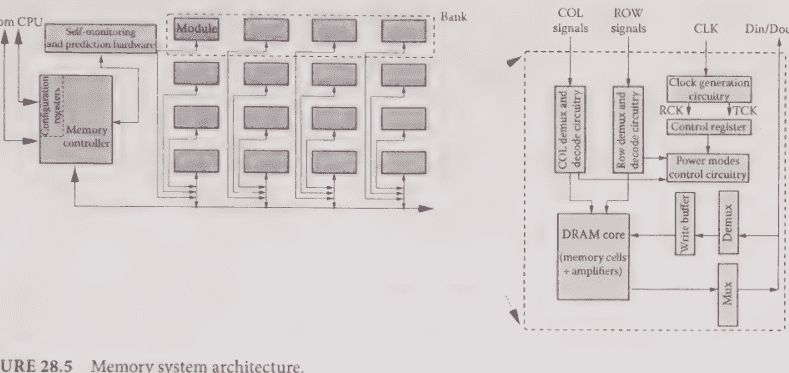 om CPU
Self-monitoring
and prediction hardware
Configuration
registers
Memory
controller
Module
Bank
COL
signals
ROW
signals
CLK
Din/Dou
Clock generation
circuitry
RCK
TCK
Control register
COL demux and
decode circuitry
Row demux and
decode circuitry
Power modes
control circuitry
DRAM core
(memory cells
+ amplifiers)
Write buffer
Demux
Mux
URE 28.5 Memory system architecture.